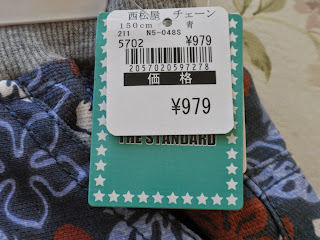 西松屋 チェーン
150cm 青
211 N5-048S
5702 ¥979
2057020597278
価格
¥979
THE STANDARD